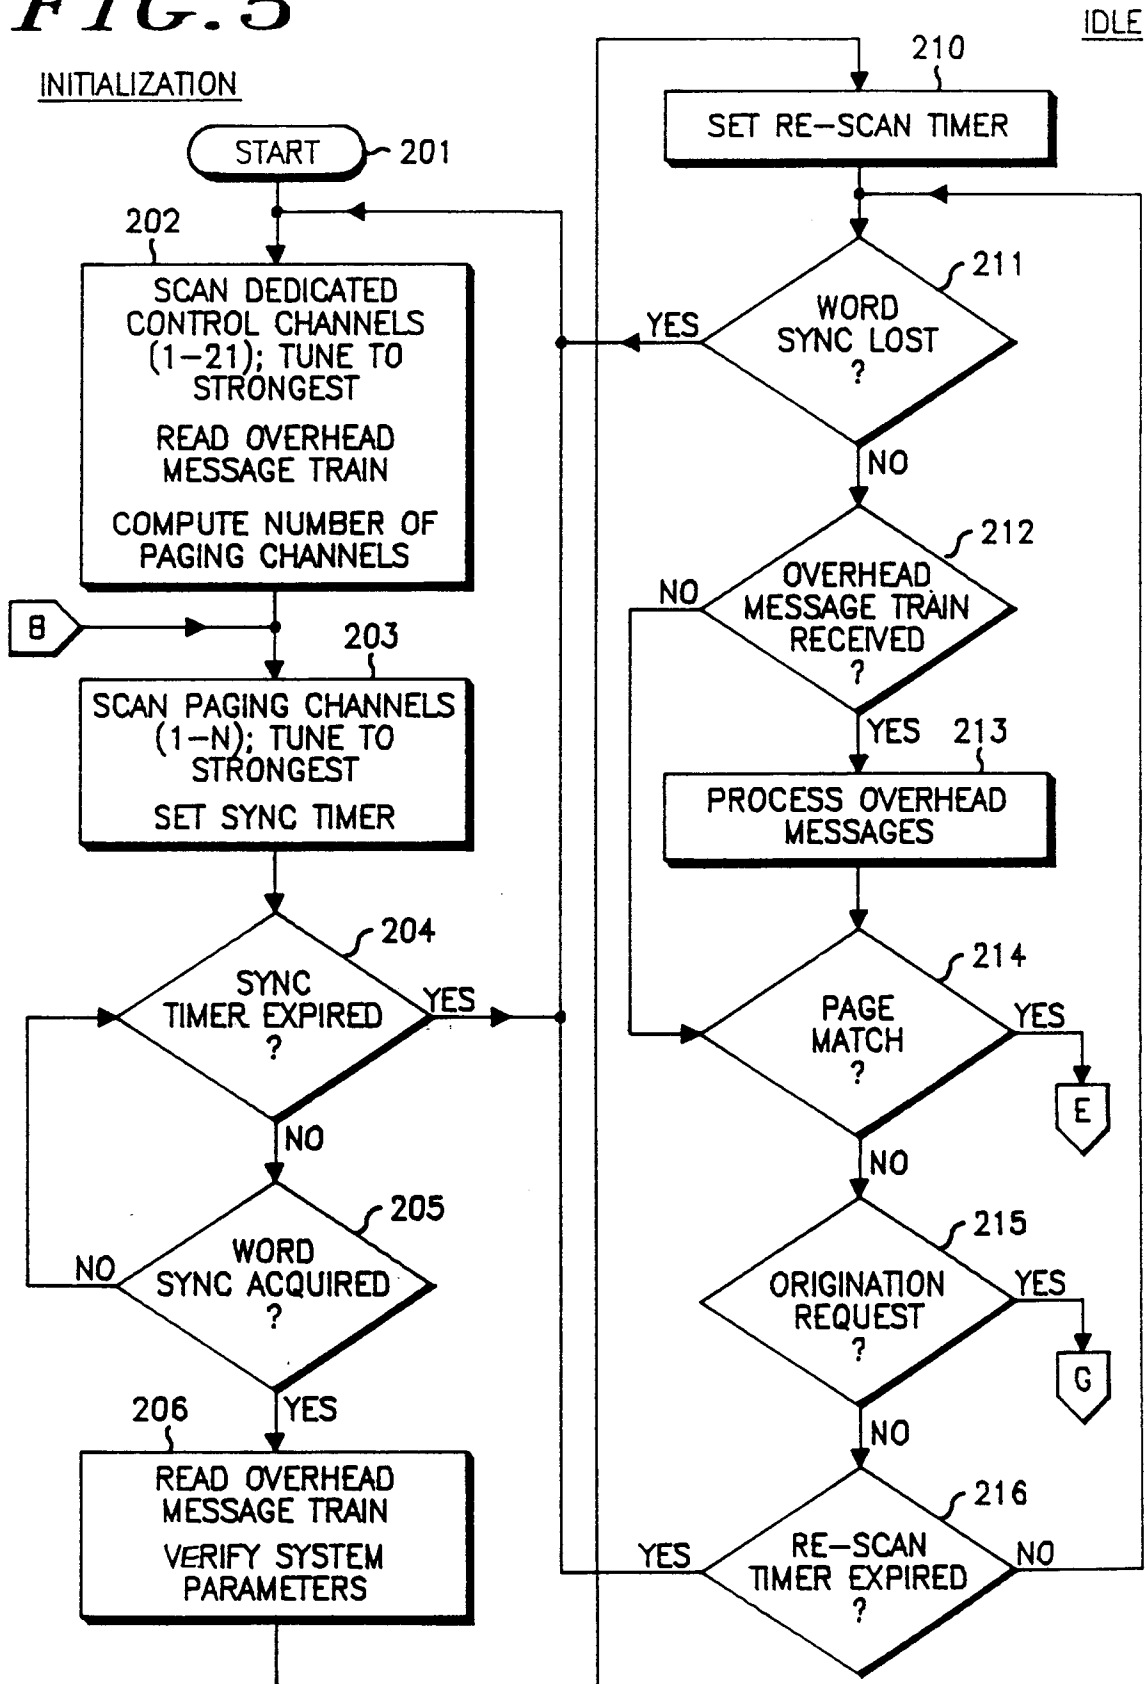 FIG. 5
IDLE
INITIALIZATION
START
201
202
SCAN DEDICATED
CONTROL CHANNELS
(1-21); TUNE TO
STRONGEST
READ OVERHEAD
MESSAGE TRAIN
COMPUTE NUMBER OF
PAGING CHANNELS
B
203
SCAN PAGING CHANNELS
(1-N); TUNE TO
STRONGEST
SET SYNC TIMER
204
SYNC
TIMER EXPIRED
?
YES
NO
205
WORD
SYNC ACQUIRED
?
NO
YES
206
READ OVERHEAD
MESSAGE TRAIN
VERIFY SYSTEM
PARAMETERS
210
SET RE-SCAN TIMER
211
WORD
SYNC LOST
?
YES
NO
212
OVERHEAD
MESSAGE TRAIN
RECEIVED
?
NO
YES
213
PROCESS OVERHEAD
MESSAGES
214
PAGE
MATCH
?
YES
E
NO
215
ORIGINATION
REQUEST
?
YES
G
NO
216
RE-SCAN
TIMER EXPIRED
?
YES
NO